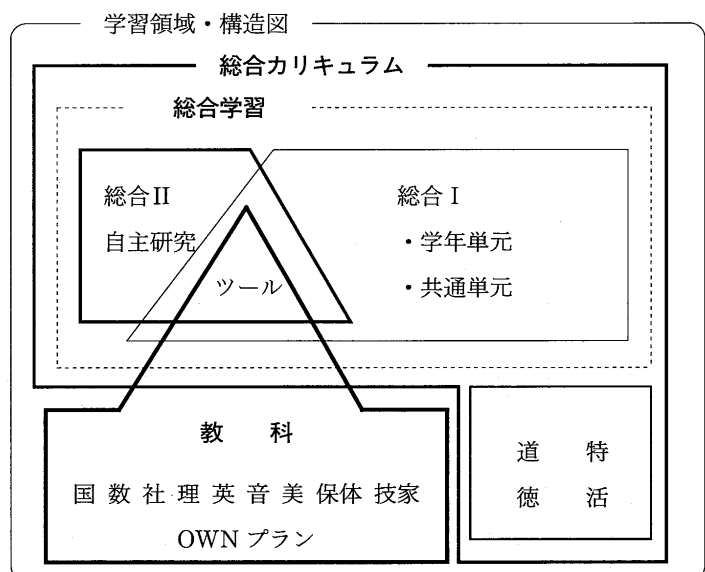 学習領域・構造図
総合カリキュラム
総合学習
総合II
自主研究
ツール
総合Ⅰ
・学年単元
・共通単元
教 科
国 数 社 理 英 音 美 保体 技家
OWN プラン
道 特
徳 活